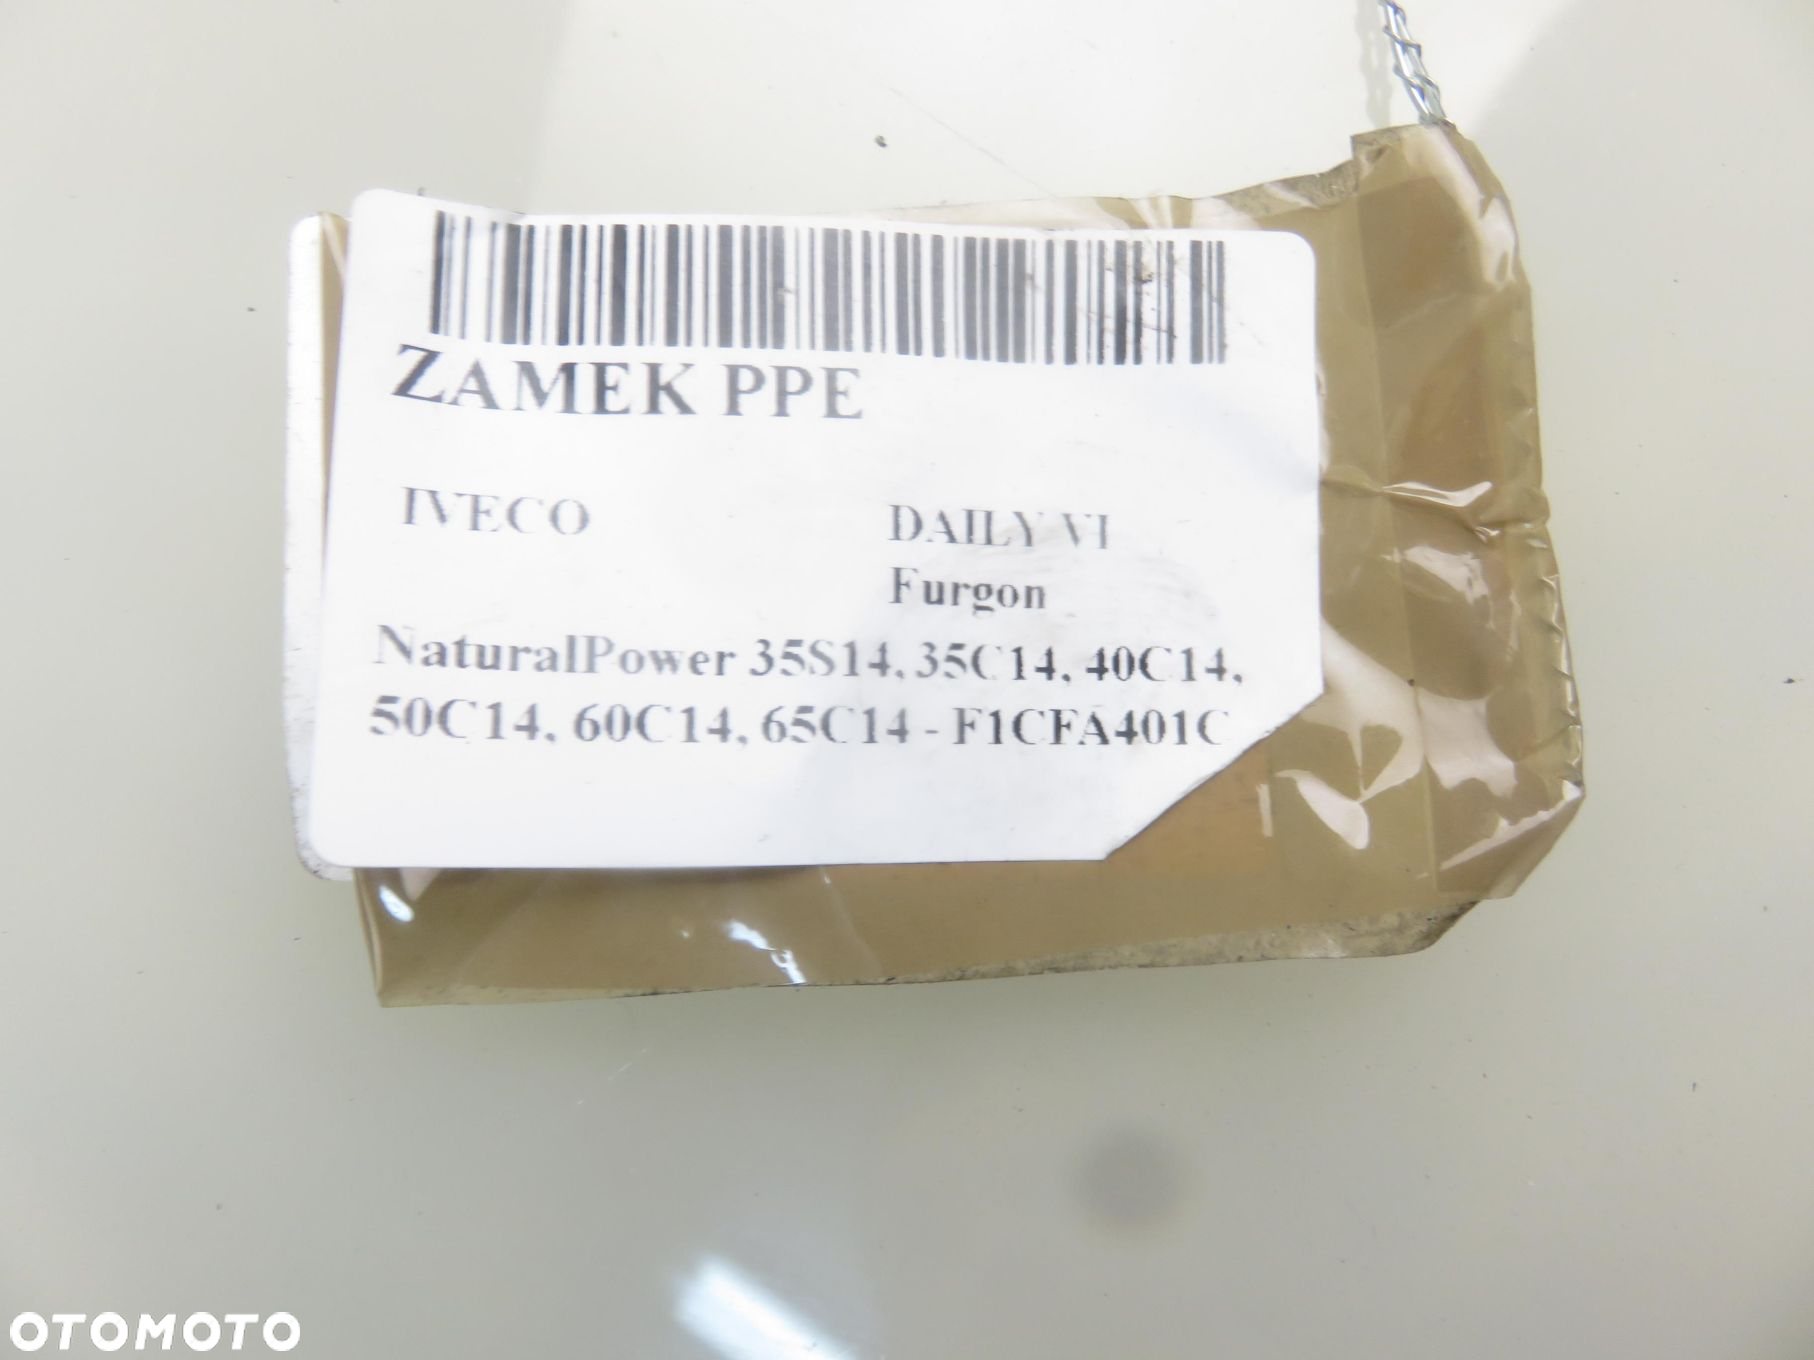 ZAMEK PPE
IVECO DAILY VI
Furgon
NaturalPower 35S14, 35C14, 40C14,
50C14, 60C14, 65C14 - F1CFA401C
OTOMOTO